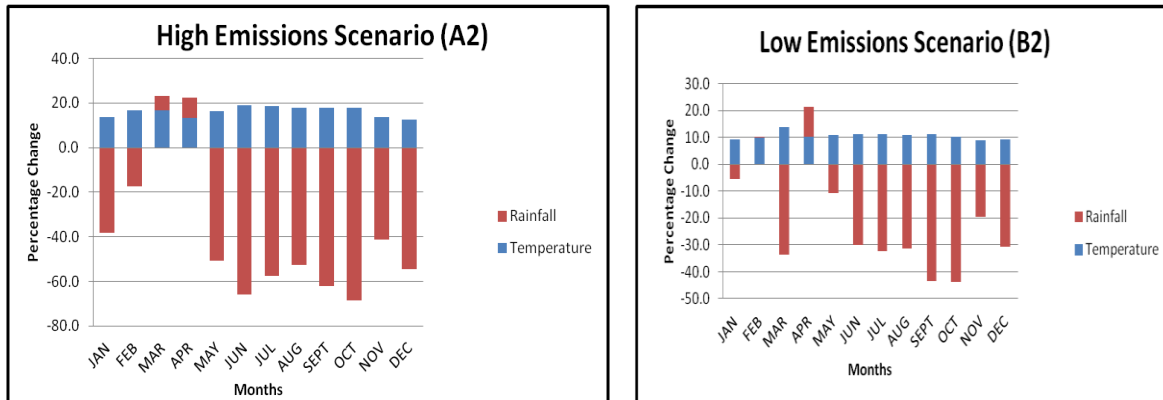 High Emissions Scenario (A2)
40.0
20.0
0.0
-20.0
-40.0
-60.0
-80.0
Percentage Change
JAN
FEB
MAR
APR
MAY
JUN
JUL
AUG
SEPT
OCT
NOV
DEC
Months
Rainfall
Temperature
Low Emissions Scenario (B2)
30.0
20.0
10.0
0.0
-10.0
-20.0
-30.0
-40.0
-50.0
Percentage Change
JAN
FEB
MAR
APR
MAY
JUN
JUL
AUG
SEPT
OCT
NOV
DEC
Months
Rainfall
Temperature